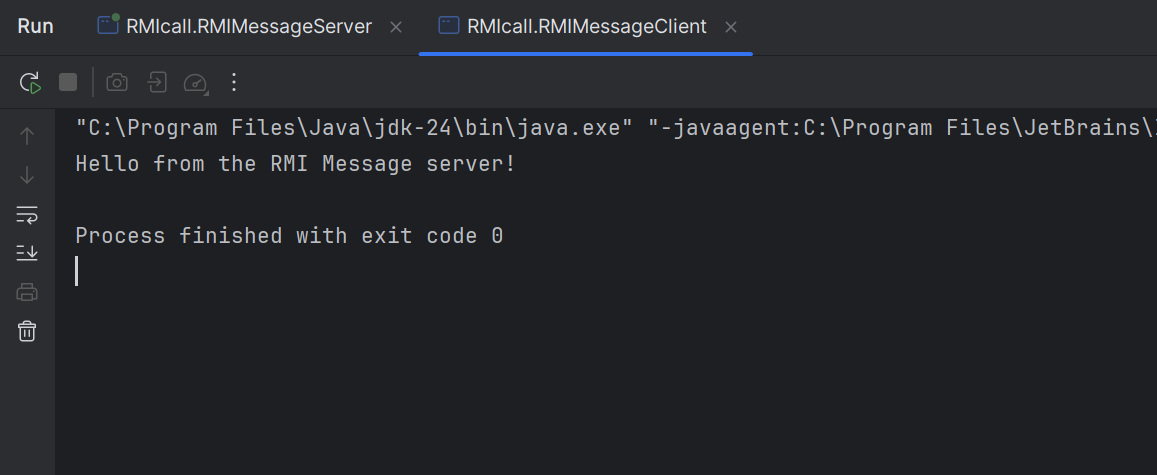 Run RMIcall.RMIMessageServer RMIcall.RMIMessageClient
"C:\Program Files\Java\jdk-24\bin\java.exe" "-javaagent:C:\Program Files\JetBrains\
Hello from the RMI Message server!
Process finished with exit code 0